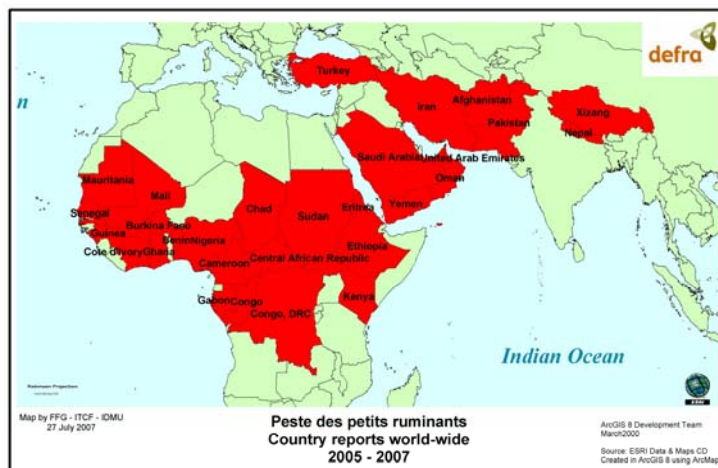 defra
n
Turkey
Iran
Afghanistan
Pakistan
Xizang
Nepal
Saudi Arabia
United Arab Emirates
Oman
Yemen
Mauritania
Mali
Chad
Sudan
Eritrea
Senegal
Burkina Faso
Guinea
Benin
Nigeria
Cote d'Ivory
Ghana
Ethiopia
Central African Republic
Cameroon
Gabon
Congo
Kenya
Congo, DRC
Indian Ocean
Robinson Projection
ESRI
Map by FFG - ITCF - IDMU
27 July 2007
Peste des petits ruminants
Country reports world-wide
2005 - 2007
ArcGIS 8 Development Team
March2000
Source: ESRI Data & Maps CD
Created in ArcGIS 8 using ArcMap